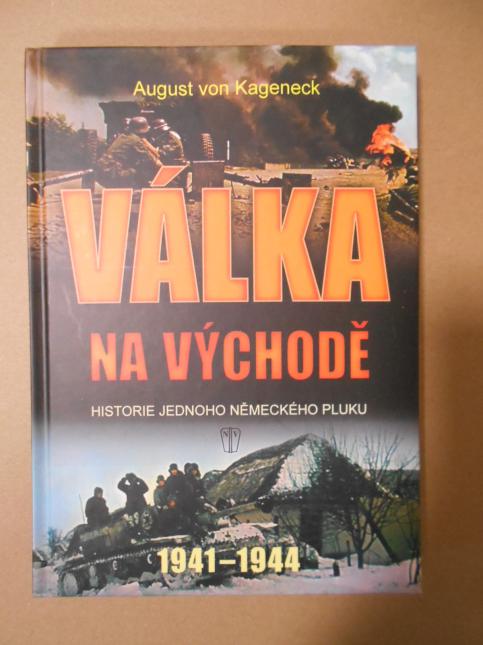 August von Kageneck
VÁLKA
NA VÝCHODĚ
HISTORIE JEDNOHO NĚMECKÉHO PLUKU
N V
1941–1944